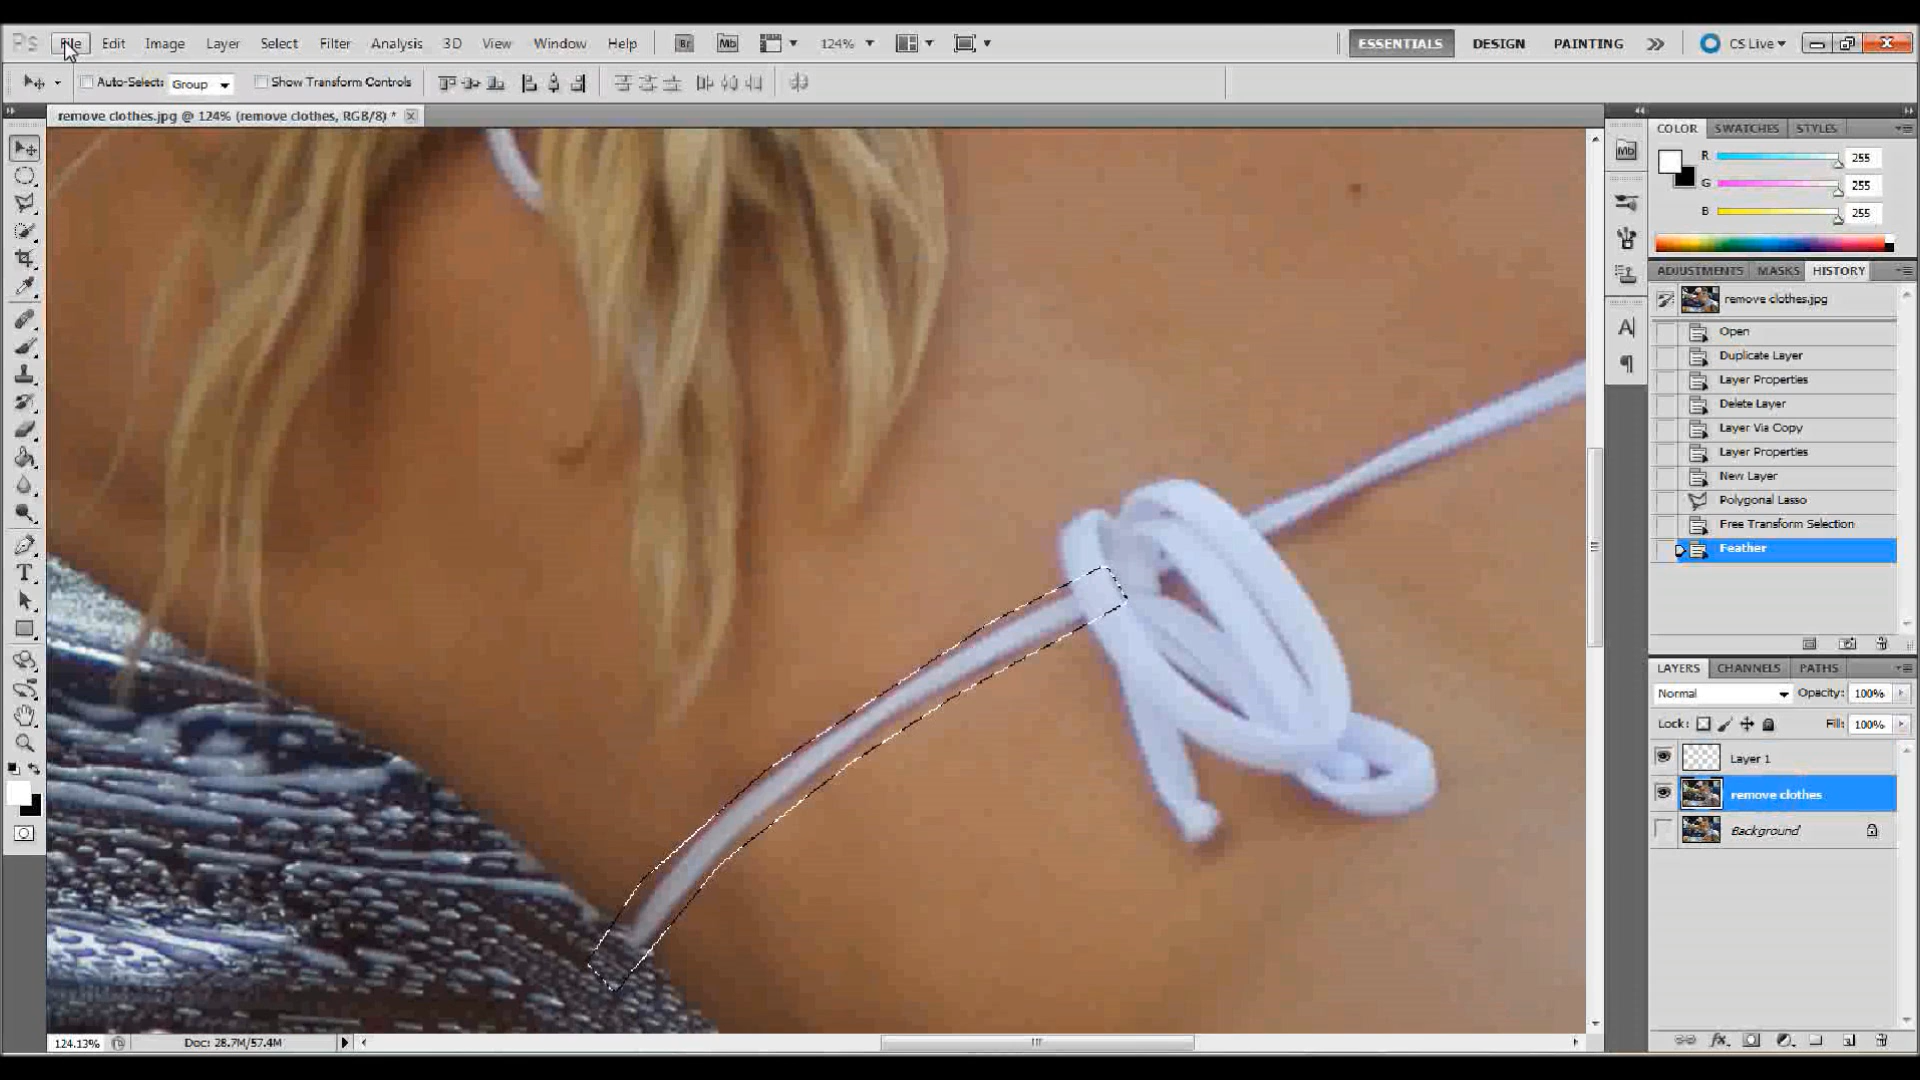 Ps File Edit Image Layer Select Filter Analysis 3D View Window Help Br Mb 124% ESSENTIALS DESIGN PAINTING CS Live
Auto-Select: Group Show Transform Controls
remove clothes.jpg @ 124% (remove clothes, RGB/8) *
COLOR SWATCHES STYLES
Mb
R 255
G 255
B 255
ADJUSTMENTS MASKS HISTORY
remove clothes.jpg
Open
Duplicate Layer
Layer Properties
Delete Layer
Layer Via Copy
Layer Properties
New Layer
Polygonal Lasso
Free Transform Selection
Feather
LAYERS CHANNELS PATHS
Normal Opacity: 100%
Lock: Fill: 100%
Layer 1
remove clothes
Background
124.13% Doc: 28.7M/57.4M